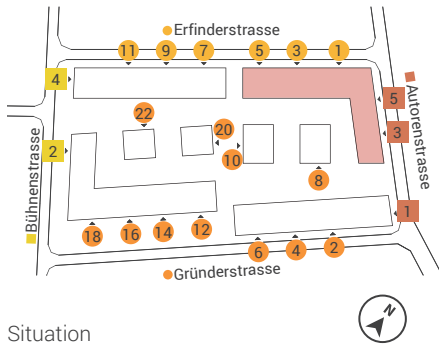 Erfinderstrasse
11 9 7 5 3 1
4
5
Autorenstrasse
22
20
3
2
10
8
Bühnenstrasse
1
18 16 14 12
6 4 2
Gründerstrasse
N
Situation